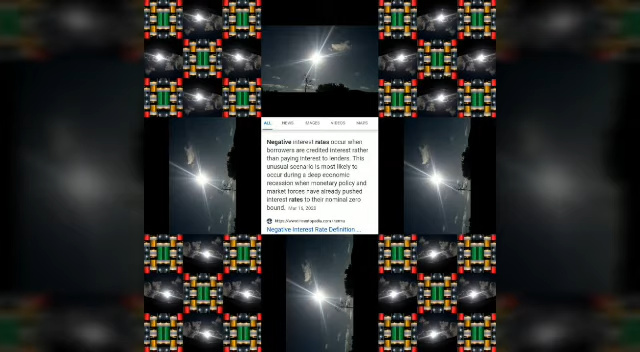 ALL NEWS IMAGES VIDEOS MAPS
Negative interest rates occur when
borrowers are credited interest rather
than paying interest to lenders. This
unusual scenario is most likely to
occur during a deep economic
recession when monetary policy and
market forces have already pushed
interest rates to their nominal zero
bound.
Negative Interest Rate Definition ...